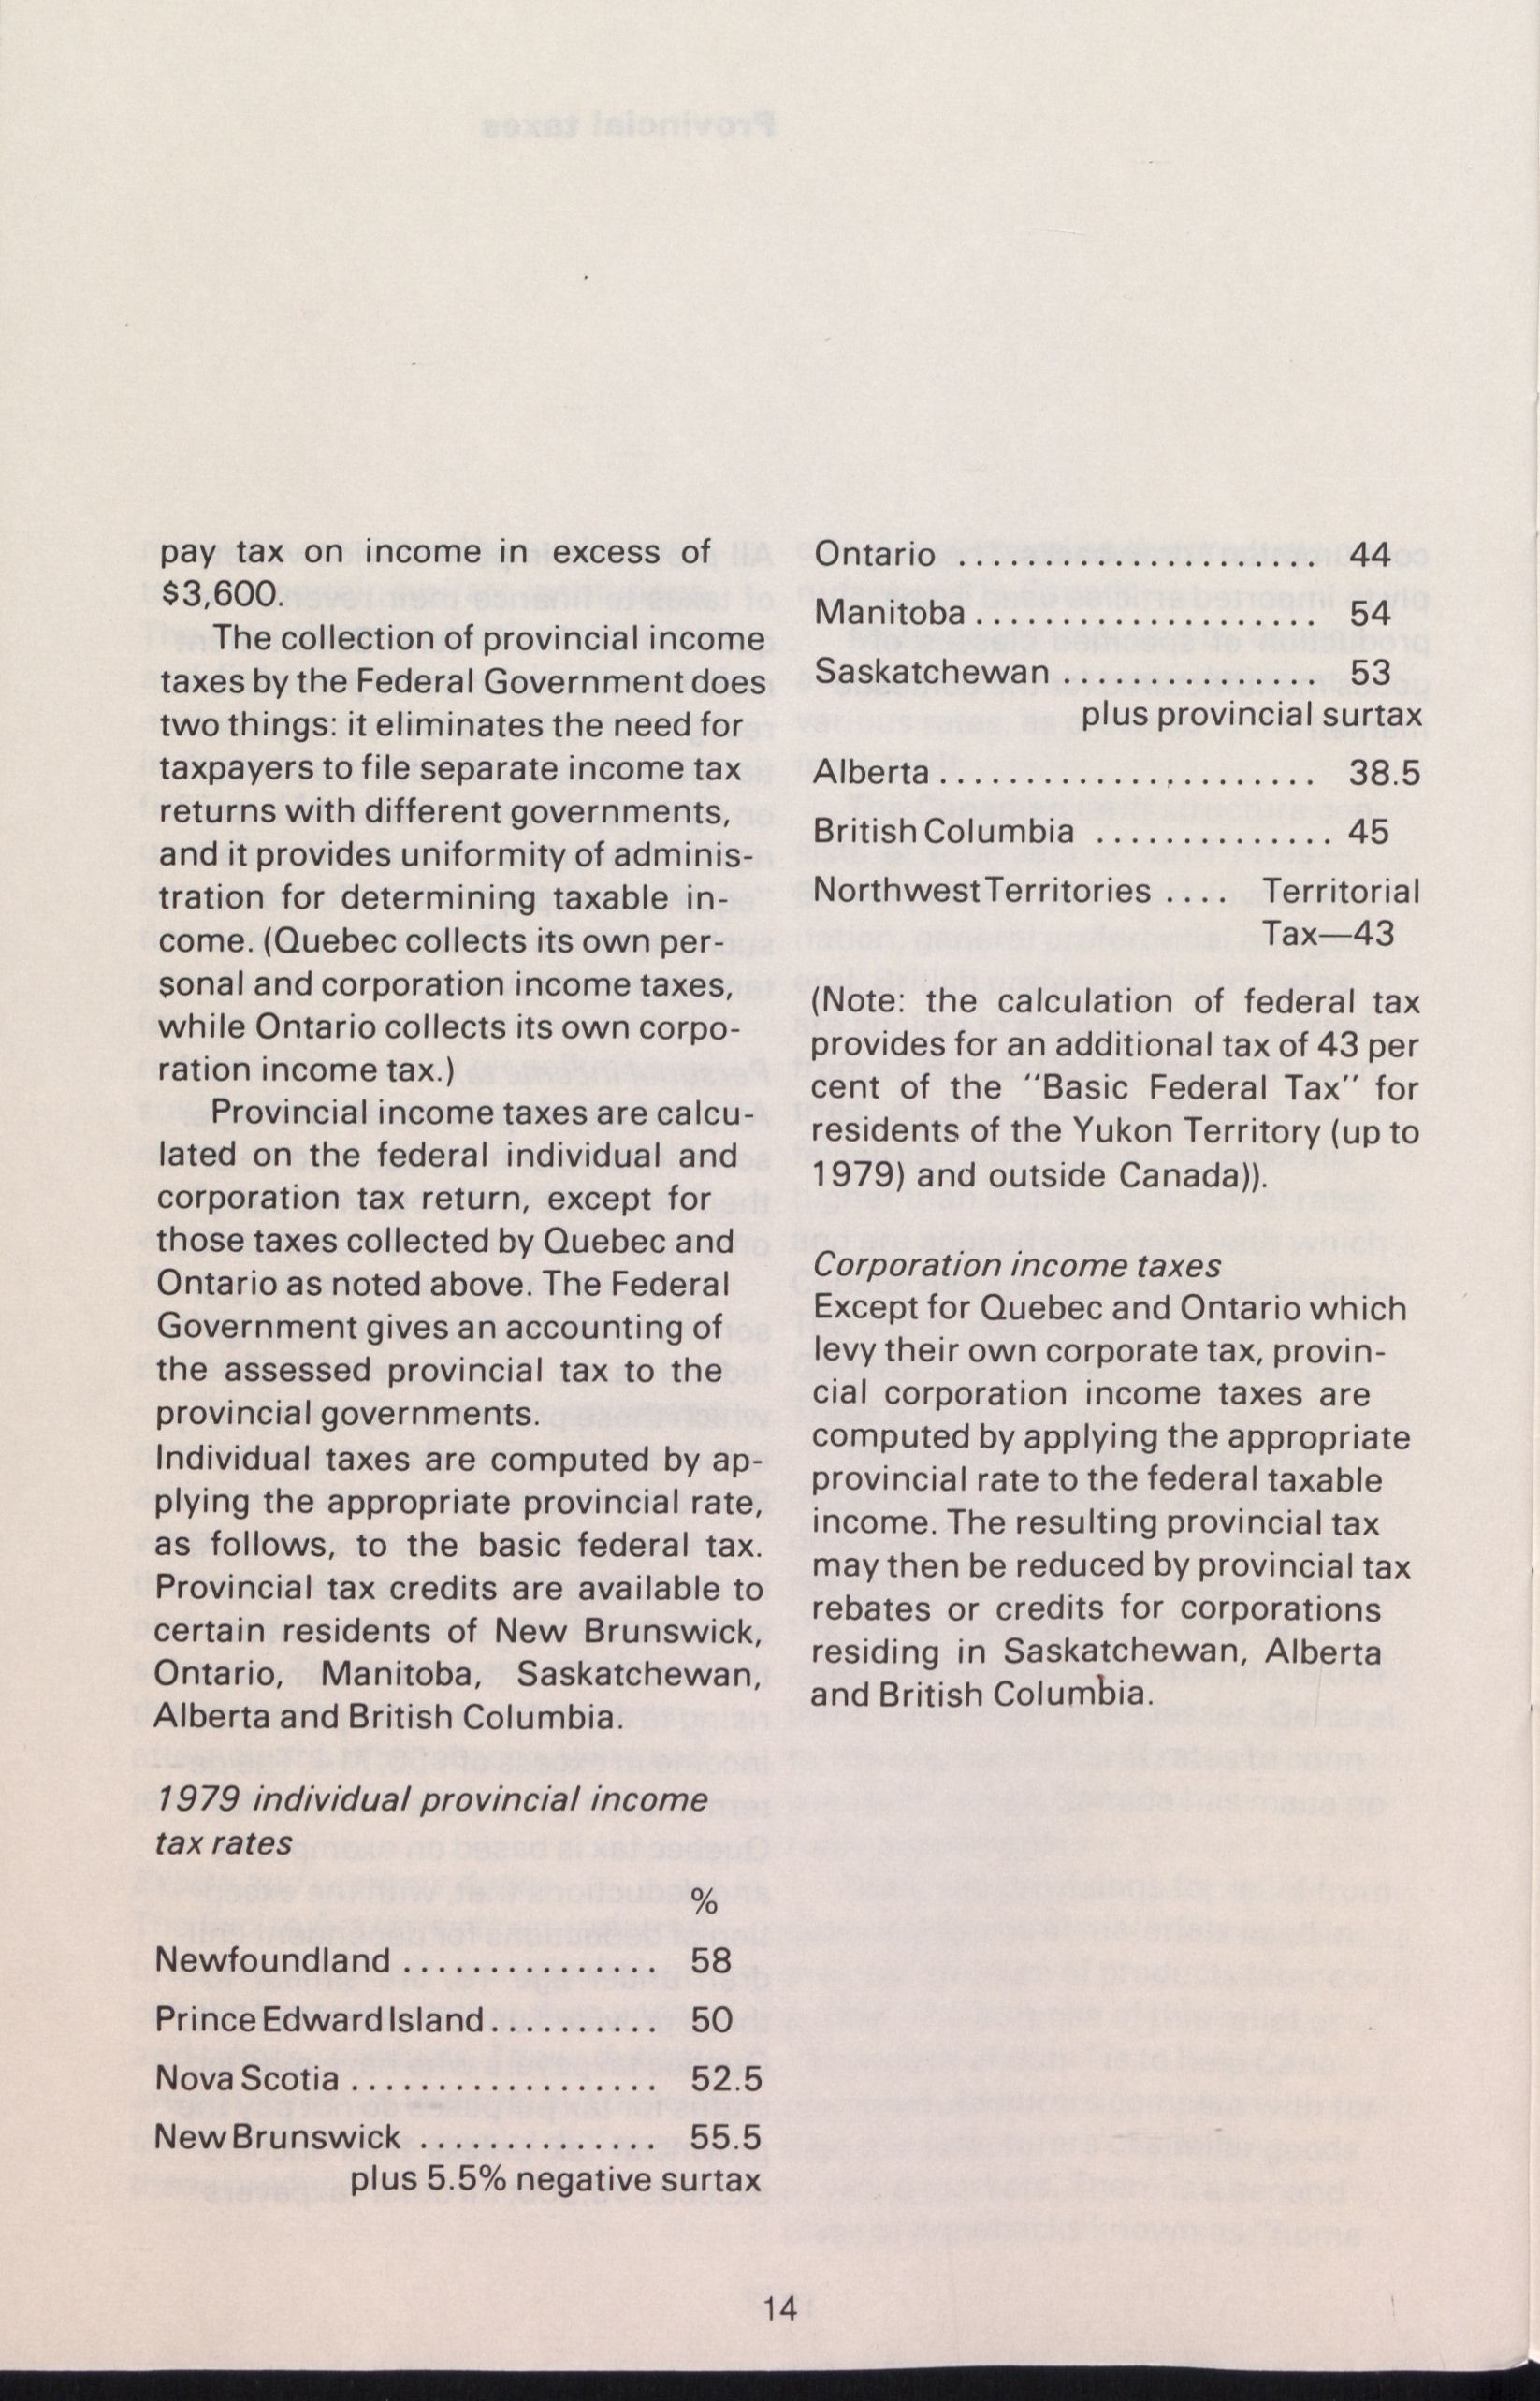 pay tax on income in excess of
$3,600.
The collection of provincial income
taxes by the Federal Government does
two things: it eliminates the need for
taxpayers to file separate income tax
returns with different governments,
and it provides uniformity of adminis-
tration for determining taxable in-
come. (Quebec collects its own per-
sonal and corporation income taxes,
while Ontario collects its own corpo-
ration income tax.)
Provincial income taxes are calcu-
lated on the federal individual and
corporation tax return, except for
those taxes collected by Quebec and
Ontario as noted above. The Federal
Government gives an accounting of
the assessed provincial tax to the
provincial governments.
Individual taxes are computed by ap-
plying the appropriate provincial rate,
as follows, to the basic federal tax.
Provincial tax credits are available to
certain residents of New Brunswick,
Ontario, Manitoba, Saskatchewan,
Alberta and British Columbia.
1979 individual provincial income
tax rates
%
Newfoundland ............... 58
Prince Edward Island.......... 50
Nova Scotia .................. 52.5
New Brunswick .............. 55.5
plus 5.5% negative surtax
Ontario ..................... 44
Manitoba .................... 54
Saskatchewan ............... 53
plus provincial surtax
Alberta ...................... 38.5
British Columbia .............. 45
Northwest Territories .... Territorial
Tax—43
(Note: the calculation of federal tax
provides for an additional tax of 43 per
cent of the "Basic Federal Tax" for
residents of the Yukon Territory (up to
1979) and outside Canada)).
Corporation income taxes
Except for Quebec and Ontario which
levy their own corporate tax, provin-
cial corporation income taxes are
computed by applying the appropriate
provincial rate to the federal taxable
income. The resulting provincial tax
may then be reduced by provincial tax
rebates or credits for corporations
residing in Saskatchewan, Alberta
and British Columbia.
14